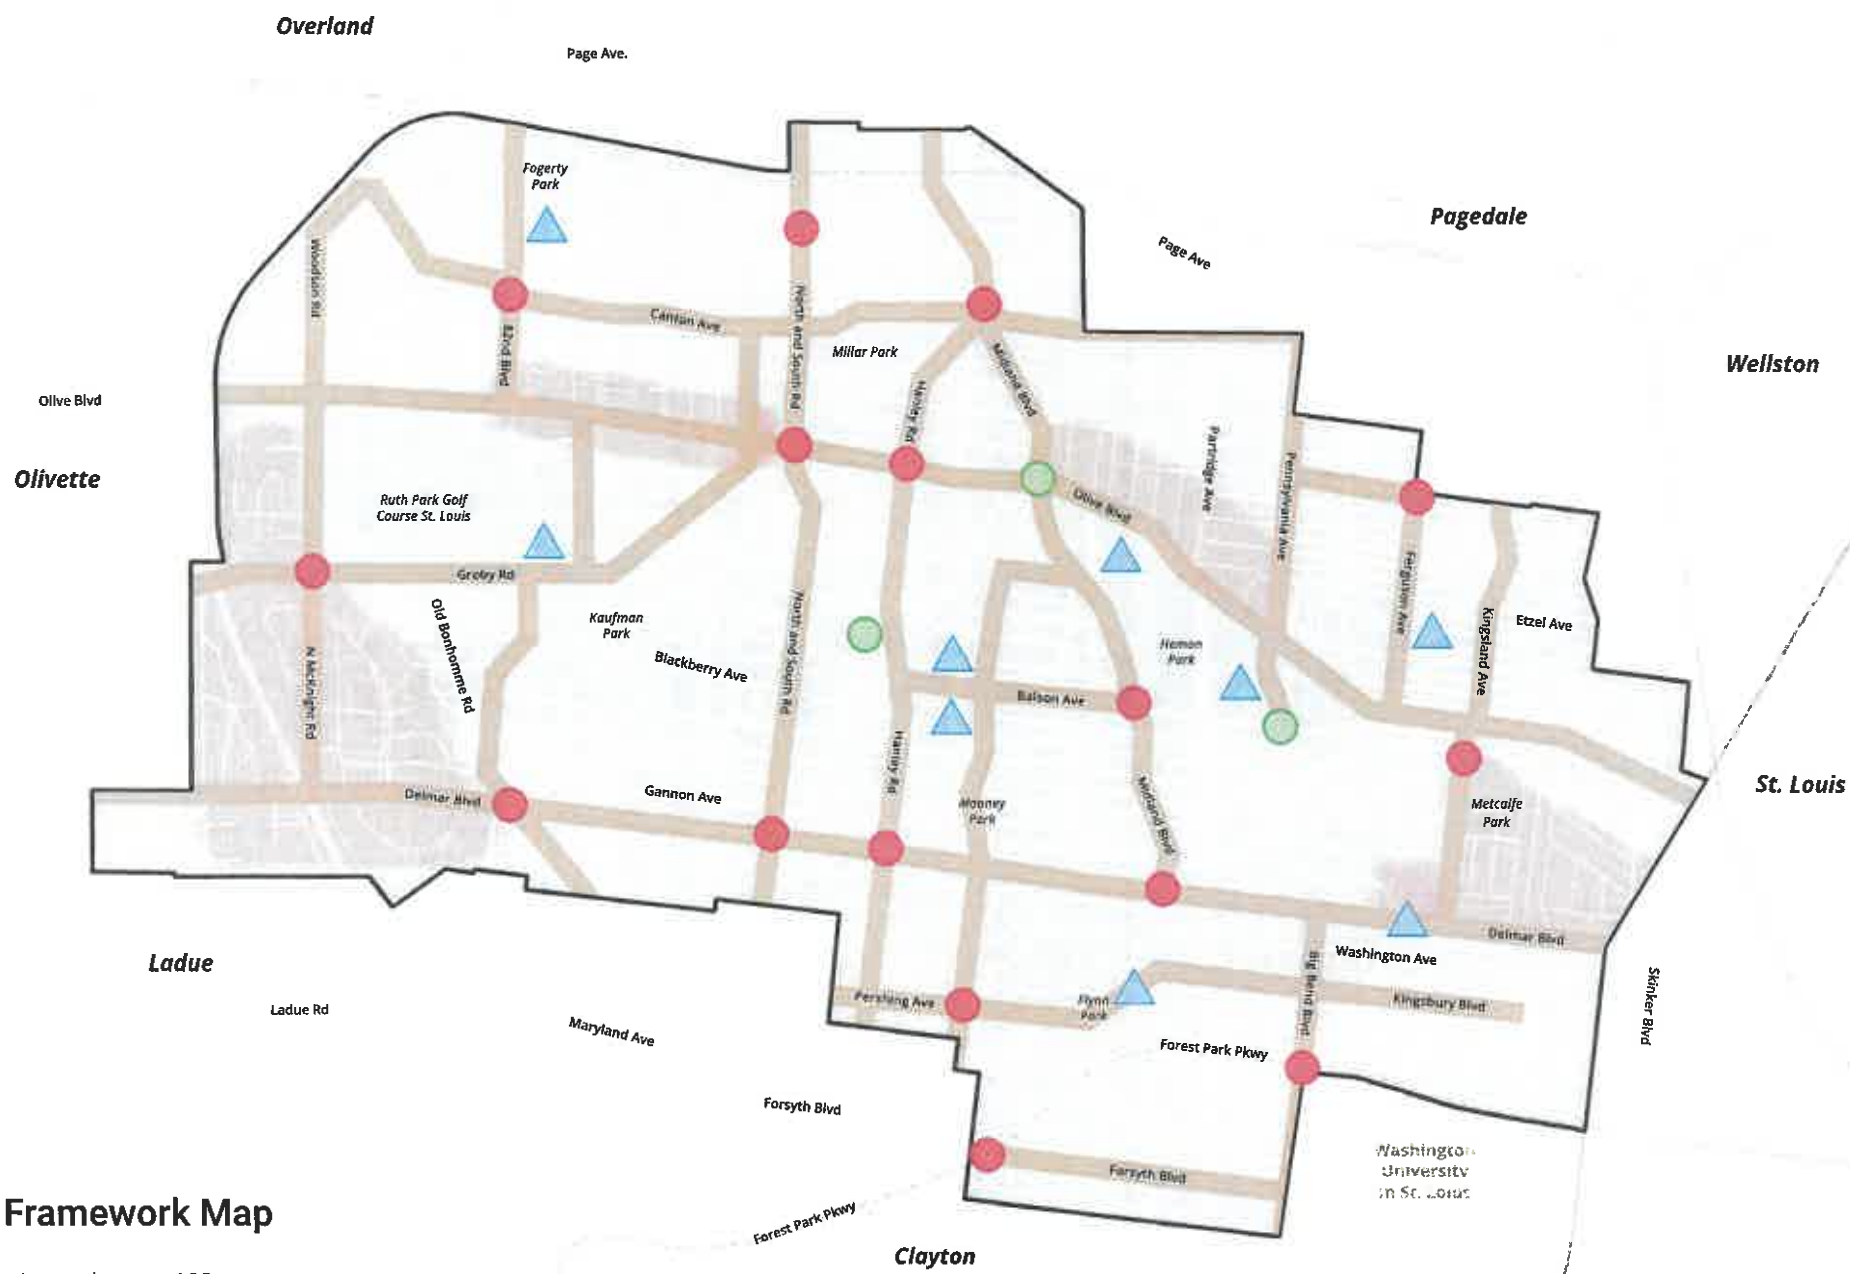 Overland
Page Ave.
Fogerty
Park
Pagedale
Page Ave
Woodson Rd
North and South Rd
Canton Ave
82nd Blvd
Millar Park
Midland Blvd
Wellston
Olive Blvd
Hanley Rd
Partridge Ave
Pennsylvania Ave
Olivette
Ruth Park Golf
Course St. Louis
Olive Blvd
Groby Rd
Ferguson Ave
Old Bonhomme Rd
Kaufman
Park
North and South Rd
Kingsland Ave
Etzel Ave
N McKnight Rd
Blackberry Ave
Heman
Park
Balson Ave
Hanley Rd
Delmar Blvd
Gannon Ave
Mooney
Park
Midland Blvd
Metcalfe
Park
St. Louis
Delmar Blvd
Washington Ave
Ladue
Ladue Rd
Maryland Ave
Pershing Ave
Flynn
Park
Big Bend Blvd
Kingsbury Blvd
Skinker Blvd
Forest Park Pkwy
Forsyth Blvd
Forsyth Blvd
Washington
University
in St. Louis
Framework Map
Forest Park Pkwy
Clayton